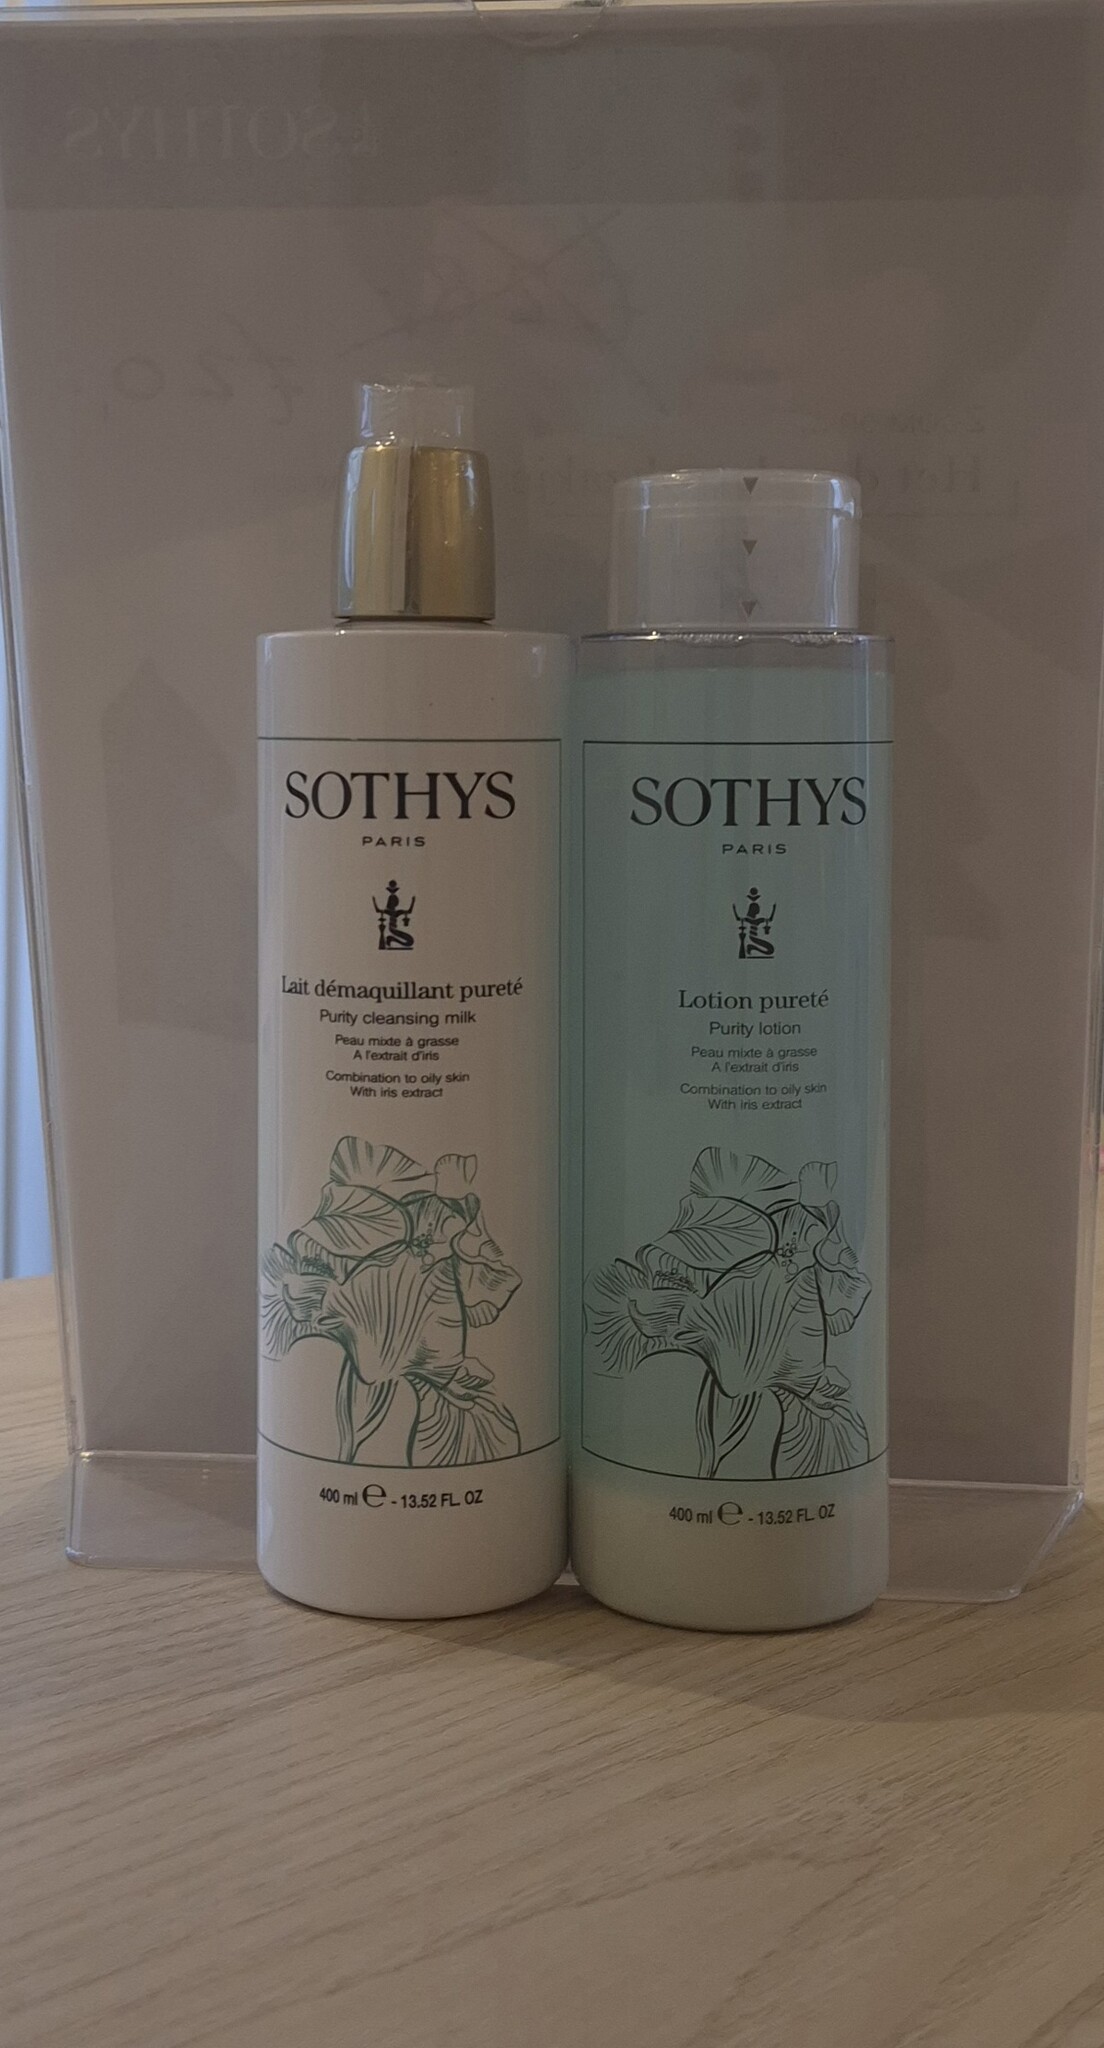 SOTHYS
SOTHYS
PARIS
Lait démaquillant pureté
Purity cleansing milk
Peau mixte à grasse
A l'extrait d'iris
Combination to oily skin
With iris extract
400 ml ℮ - 13.52 FL. OZ
SOTHYS
PARIS
Lotion pureté
Purity lotion
Peau mixte à grasse
A l'extrait d'iris
Combination to oily skin
With iris extract
400 ml ℮ - 13.52 FL. OZ